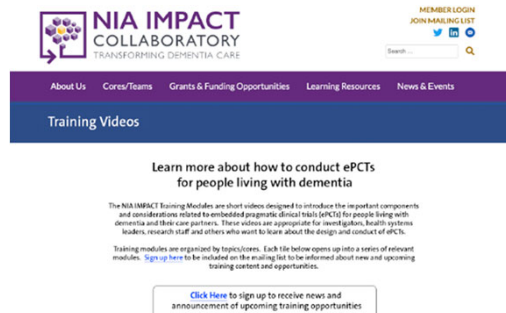 MEMBER LOGIN
JOIN MAILING LIST
NIA IMPACT
COLLABORATORY
TRANSFORMING DEMENTIA CARE
Search ...
About Us Cores/Teams Grants & Funding Opportunities Learning Resources News & Events
Training Videos
Learn more about how to conduct ePCTs
for people living with dementia
The NIA IMPACT Training Modules are short videos designed to introduce the important components
and considerations related to embedded pragmatic clinical trials (ePCTs) for people living with
dementia and their care partners. These videos are appropriate for investigators, health systems
leaders, research staff and others who want to learn about the design and conduct of ePCTs.
Training modules are organized by topics/cores. Each tile below opens up into a series of relevant
modules. Sign up here to be included on the mailing list to be informed about new and upcoming
training content and opportunities.
Click Here to sign up to receive news and
announcement of upcoming training opportunities